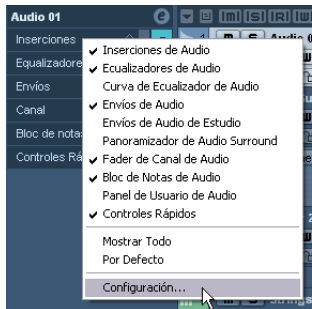 Audio 01
Inserciones
Equalizadore
Envíos
Canal
Bloc de notas
Controles Rá
Inserciones de Audio
Ecualizadores de Audio
Curva de Ecualizador de Audio
Envíos de Audio
Envíos de Audio de Estudio
Panoramizador de Audio Surround
Fader de Canal de Audio
Bloc de Notas de Audio
Panel de Usuario de Audio
Controles Rápidos
Mostrar Todo
Por Defecto
Configuración...